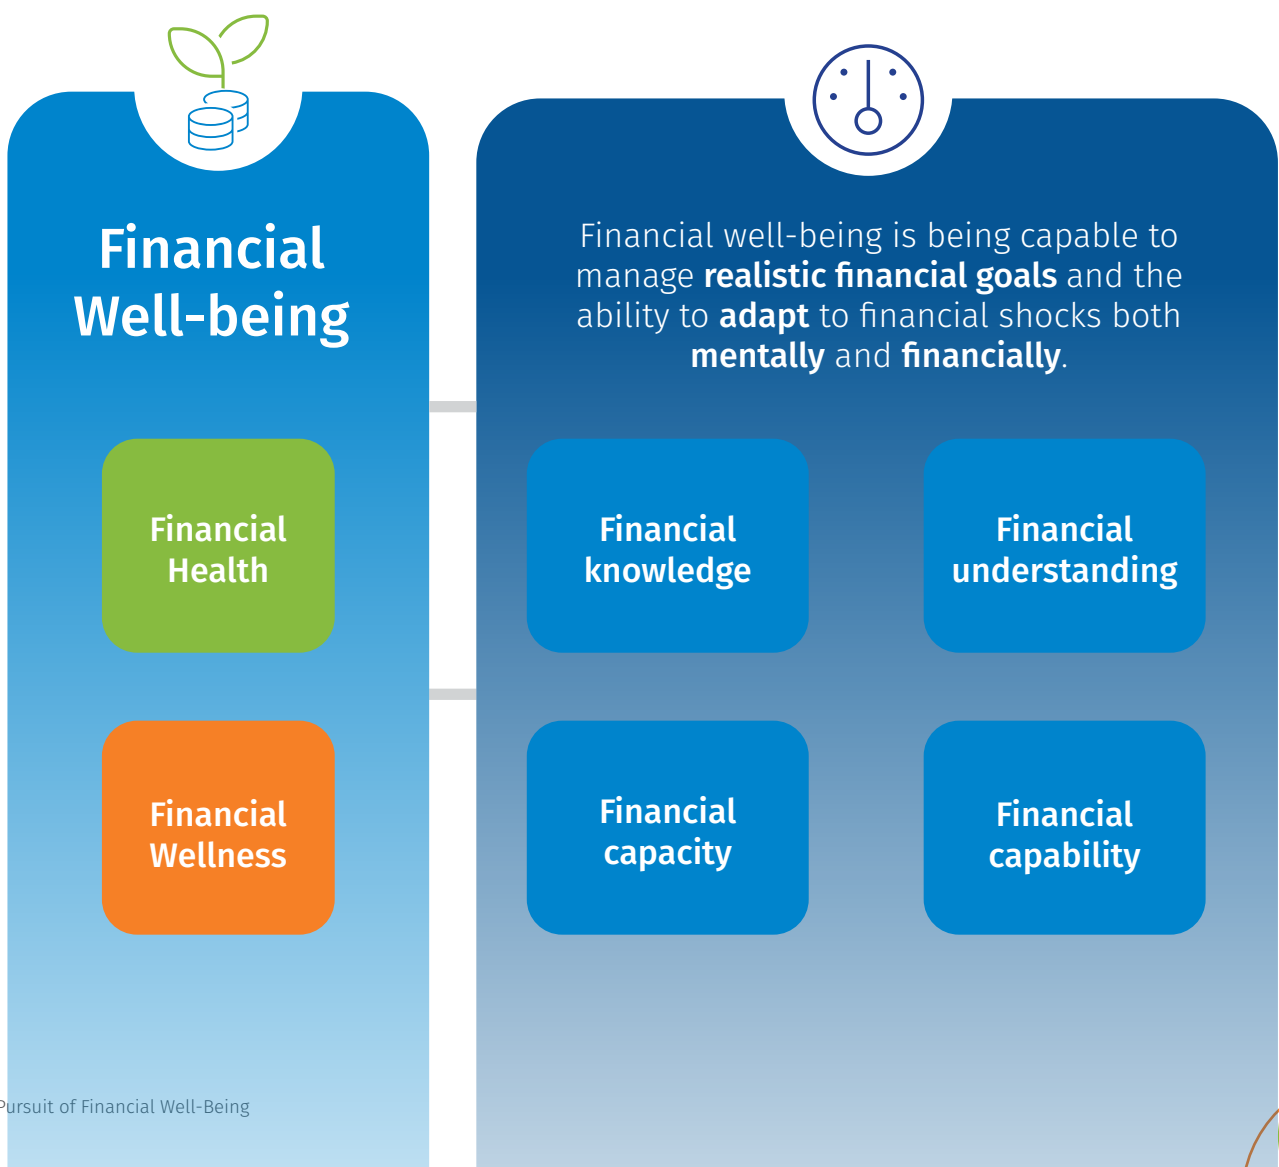 Financial
Well-being
Financial
Health
Financial
Wellness
Financial well-being is being capable to
manage realistic financial goals and the
ability to adapt to financial shocks both
mentally and financially.
Financial
knowledge
Financial
understanding
Financial
capacity
Financial
capability
Pursuit of Financial Well-Being